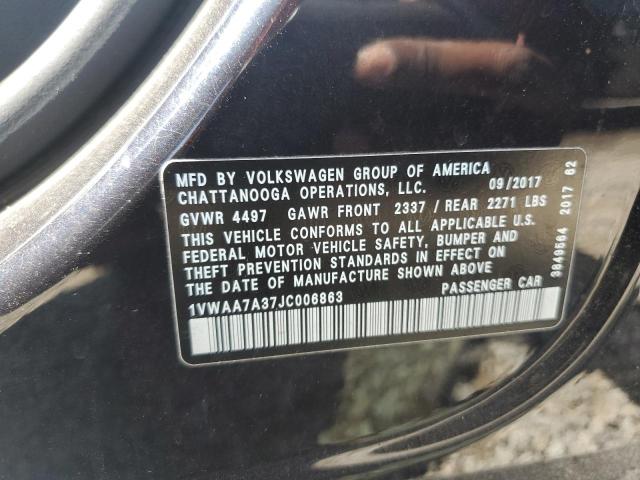 MFD BY VOLKSWAGEN GROUP OF AMERICA
CHATTANOOGA OPERATIONS, LLC. 09/2017
GVWR 4497 GAWR FRONT 2337 / REAR 2271 LBS
THIS VEHICLE CONFORMS TO ALL APPLICABLE U.S.
FEDERAL MOTOR VEHICLE SAFETY, BUMPER AND
THEFT PREVENTION STANDARDS IN EFFECT ON
THE DATE OF MANUFACTURE SHOWN ABOVE
1VWAA7A37JC006863 PASSENGER CAR
3849564 2017 62